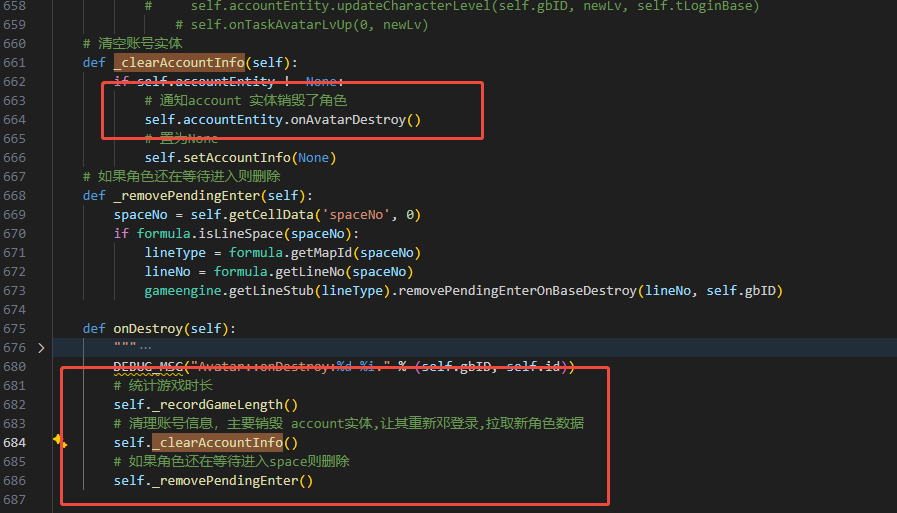 658 #     self.accountEntity.updateCharacterLevel(self.gbID, newLv, self.tLoginBase)
659 # self.onTaskAvatarLvUp(0, newLv)
660 # 清空账号实体
661 def _clearAccountInfo(self):
662 if self.accountEntity != None:
663 # 通知account 实体销毁了角色
664 self.accountEntity.onAvatarDestroy()
665 # 置为None
666 self.setAccountInfo(None)
667 # 如果角色还在等待进入则删除
668 def _removePendingEnter(self):
669 spaceNo = self.getCellData('spaceNo', 0)
670 if formula.isLineSpace(spaceNo):
671 lineType = formula.getMapId(spaceNo)
672 lineNo = formula.getLineNo(spaceNo)
673 gameengine.getLineStub(lineType).removePendingEnterOnBaseDestroy(lineNo, self.gbID)
674
675 def onDestroy(self):
676 """…
680 DEBUG_MSG("Avatar::onDestroy:%d %i." % (self.gbID, self.id))
681 # 统计游戏时长
682 self._recordGameLength()
683 # 清理账号信息, 主要销毁 account实体,让其重新邓登录,拉取新角色数据
684 self._clearAccountInfo()
685 # 如果角色还在等待进入space则删除
686 self._removePendingEnter()
687